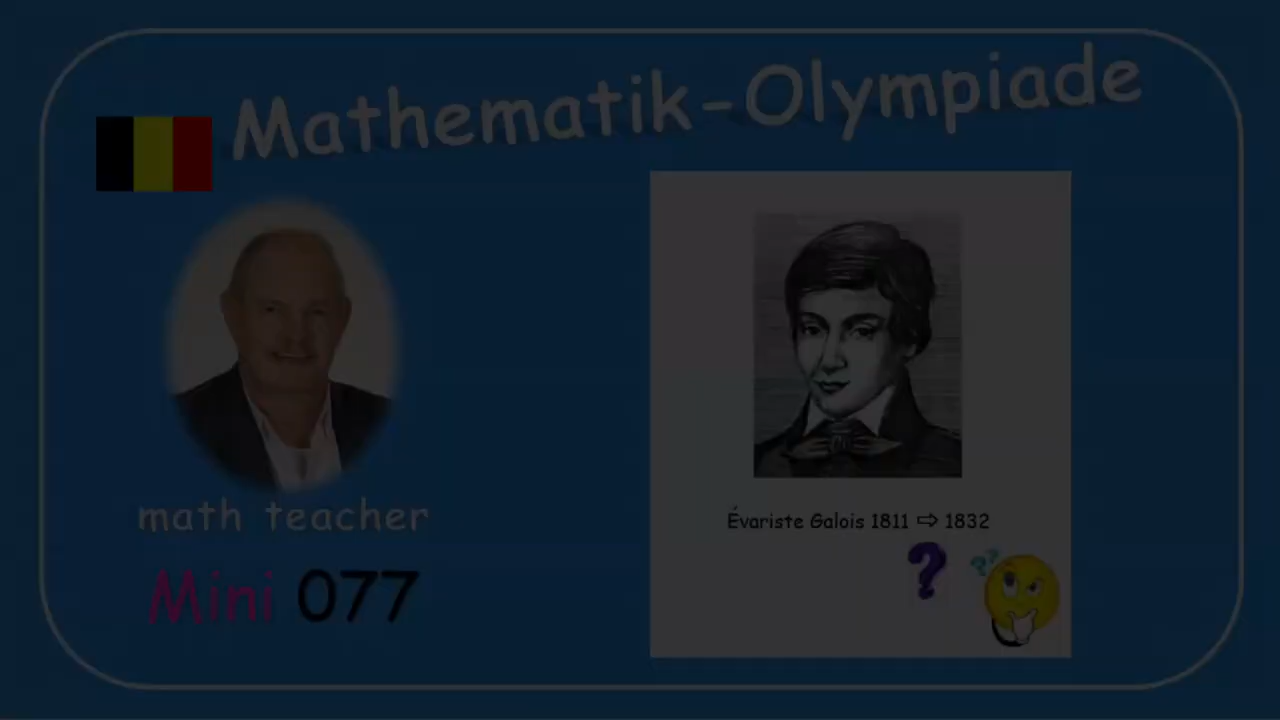 Mathematik-Olympiade
math teacher
Mini 077
Évariste Galois 1811 ⇨ 1832